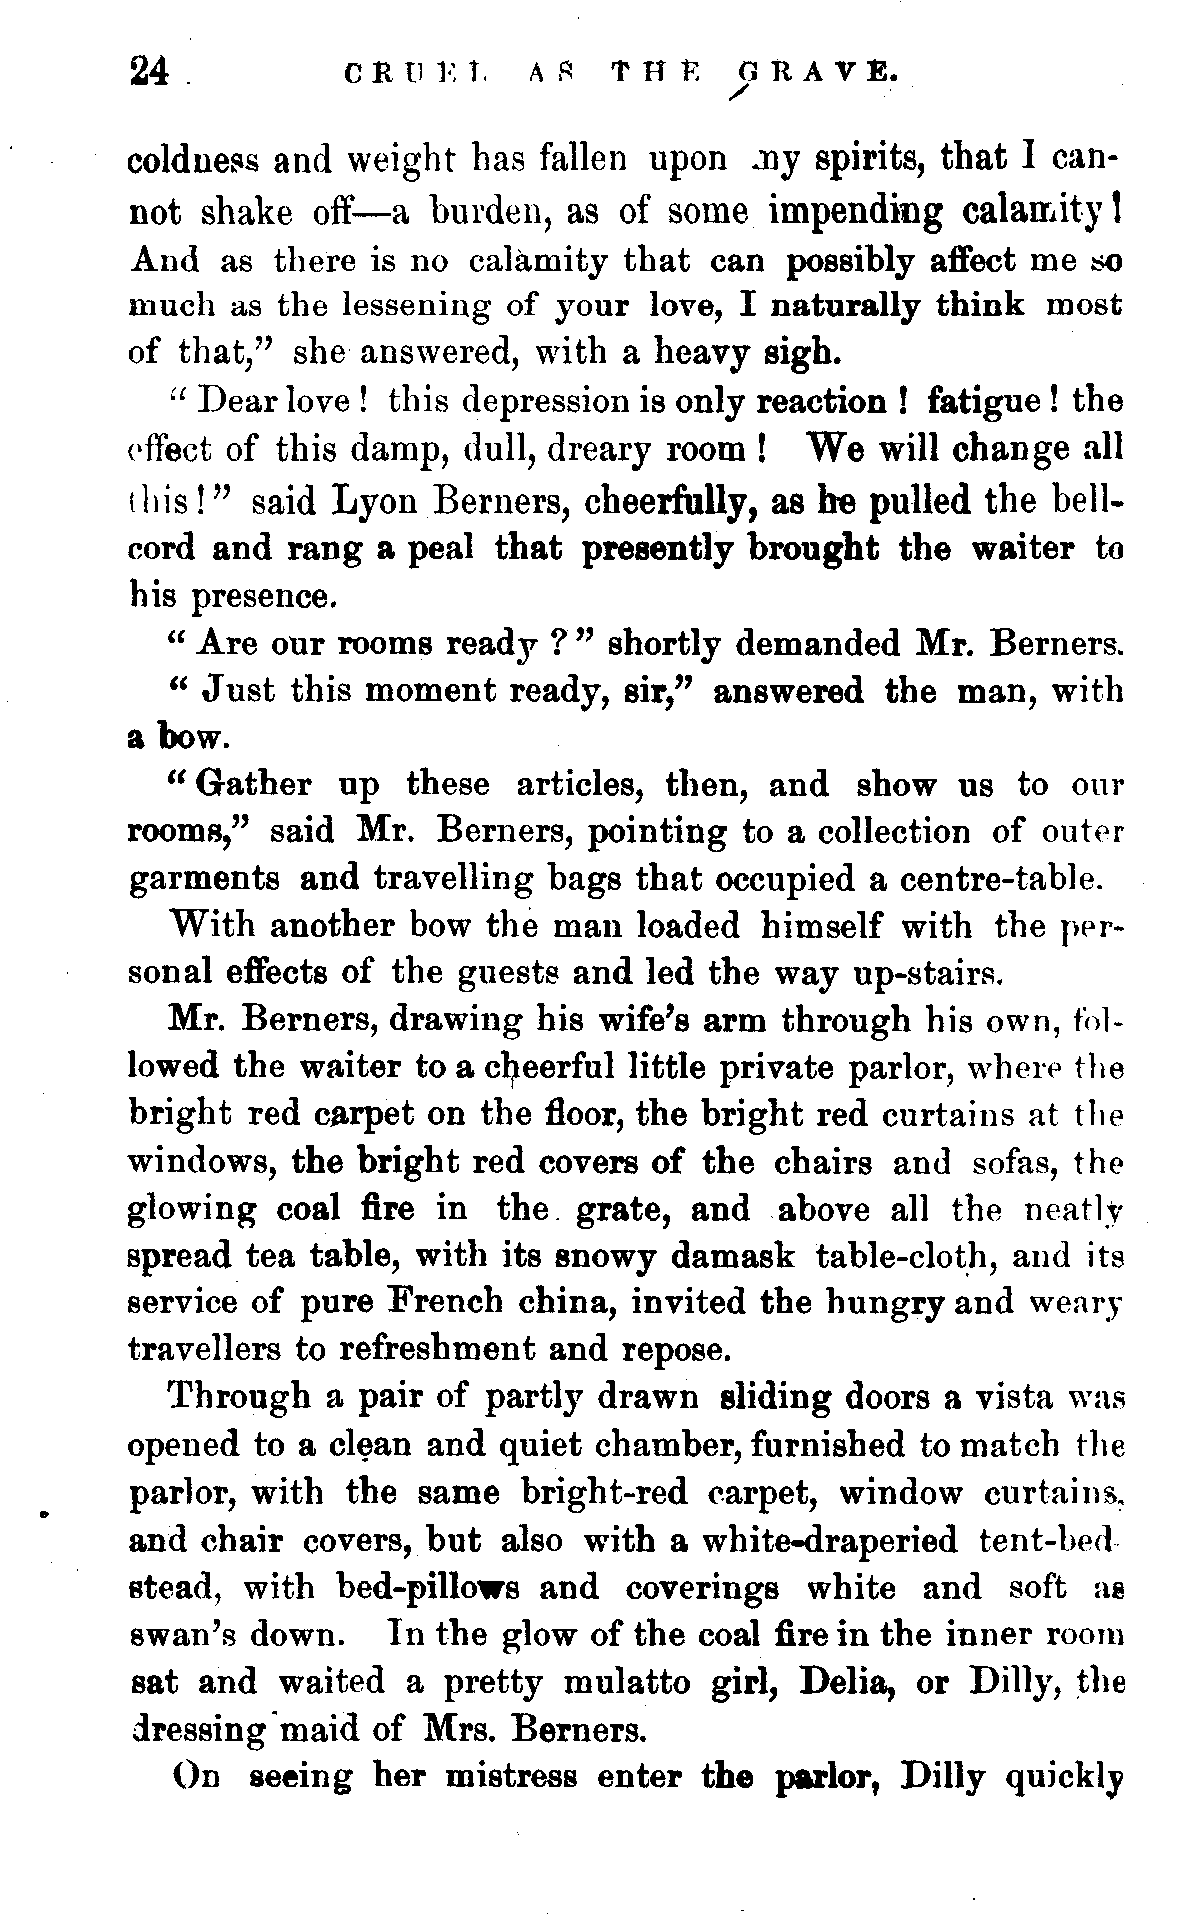 24 CRUEL AS THE GRAVE.
coldness and weight has fallen upon my spirits, that I can-
not shake off—a burden, as of some impending calamity!
And as there is no calamity that can possibly affect me so
much as the lessening of your love, I naturally think most
of that,” she answered, with a heavy sigh.
“Dear love! this depression is only reaction! fatigue! the
effect of this damp, dull, dreary room! We will change all
this!” said Lyon Berners, cheerfully, as he pulled the bell-
cord and rang a peal that presently brought the waiter to
his presence.
“Are our rooms ready?” shortly demanded Mr. Berners.
“Just this moment ready, sir,” answered the man, with
a bow.
“Gather up these articles, then, and show us to our
rooms,” said Mr. Berners, pointing to a collection of outer
garments and travelling bags that occupied a centre-table.
With another bow the man loaded himself with the per-
sonal effects of the guests and led the way up-stairs.
Mr. Berners, drawing his wife’s arm through his own, fol-
lowed the waiter to a cheerful little private parlor, where the
bright red carpet on the floor, the bright red curtains at the
windows, the bright red covers of the chairs and sofas, the
glowing coal fire in the grate, and above all the neatly
spread tea table, with its snowy damask table-cloth, and its
service of pure French china, invited the hungry and weary
travellers to refreshment and repose.
Through a pair of partly drawn sliding doors a vista was
opened to a clean and quiet chamber, furnished to match the
parlor, with the same bright-red carpet, window curtains,
and chair covers, but also with a white-draperied tent-bed-
stead, with bed-pillows and coverings white and soft as
swan’s down. In the glow of the coal fire in the inner room
sat and waited a pretty mulatto girl, Delia, or Dilly, the
dressing maid of Mrs. Berners.
On seeing her mistress enter the parlor, Dilly quickly